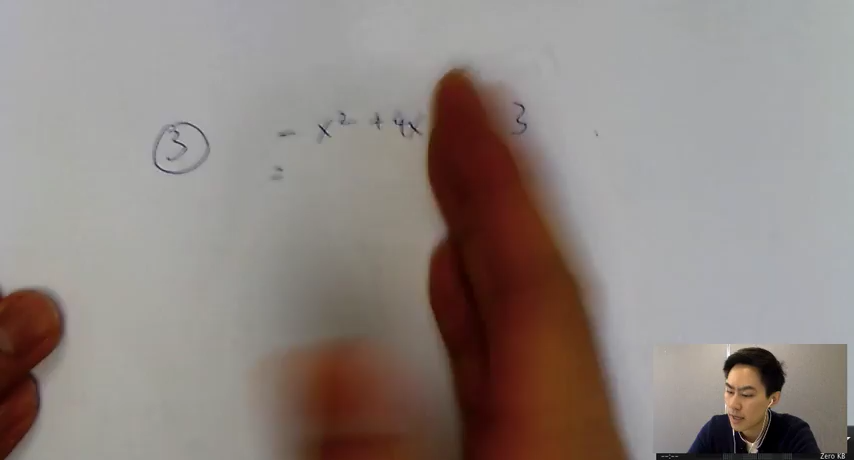 ③ - x² + 4x 3
=
--:-- Zero KB